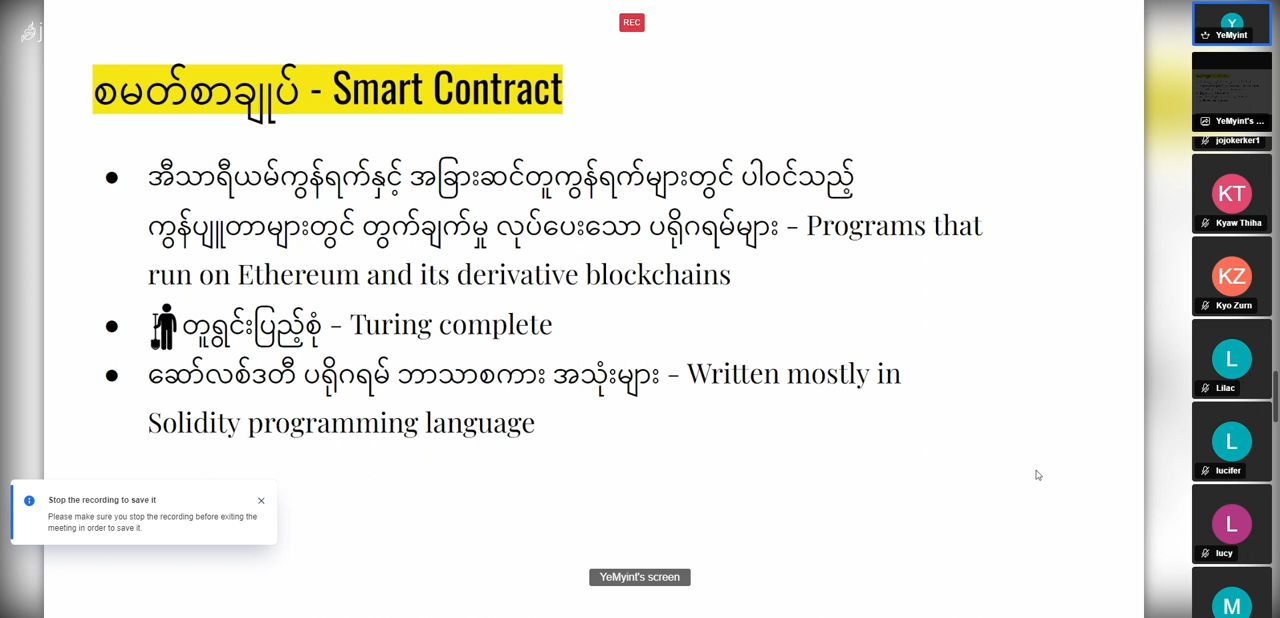 REC
စမတ်စာချုပ် - Smart Contract
● အီသာရီယမ်ကွန်ရက်နှင့် အခြားဆင်တူကွန်ရက်များတွင် ပါဝင်သည့်
ကွန်ပျူတာများတွင် တွက်ချက်မှု လုပ်ပေးသော ပရိုဂရမ်များ - Programs that
run on Ethereum and its derivative blockchains
● တူရွင်းပြည့်စုံ - Turing complete
● ဆော်လစ်ဒတီ ပရိုဂရမ် ဘာသာစကား အသုံးများ - Written mostly in
Solidity programming language
Stop the recording to save it
Please make sure you stop the recording before exiting the
meeting in order to save it.
YeMyint's screen
Y
YeMyint
YeMyint's ...
jojokerker1
KT
Kyaw Thiha
KZ
Kyo Zurn
L
Lilac
L
lucifer
L
lucy
M